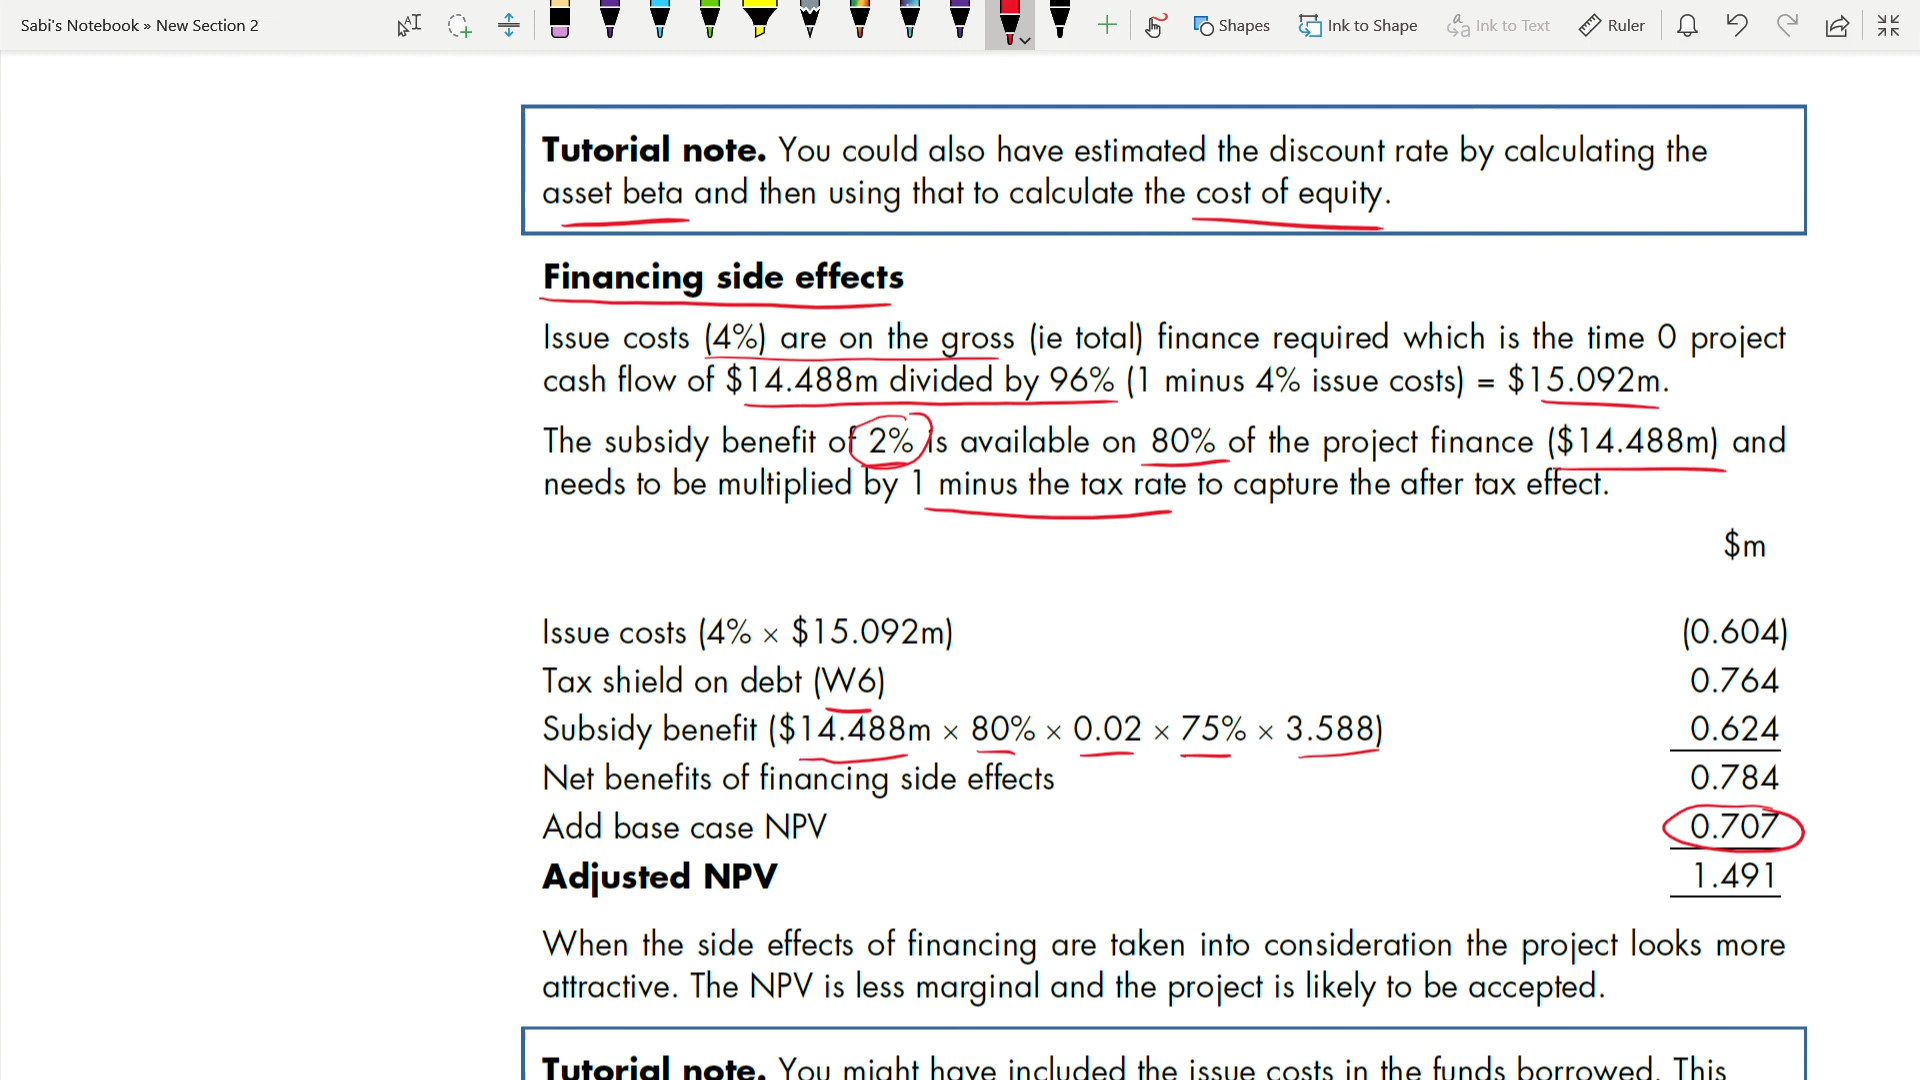 Sabi's Notebook » New Section 2
Shapes
Ink to Shape
Ink to Text
Ruler
Tutorial note. You could also have estimated the discount rate by calculating the
asset beta and then using that to calculate the cost of equity.
Financing side effects
Issue costs (4%) are on the gross (ie total) finance required which is the time 0 project
cash flow of $14.488m divided by 96% (1 minus 4% issue costs) = $15.092m.
The subsidy benefit of 2% is available on 80% of the project finance ($14.488m) and
needs to be multiplied by 1 minus the tax rate to capture the after tax effect.
$m
Issue costs (4% × $15.092m) (0.604)
Tax shield on debt (W6) 0.764
Subsidy benefit ($14.488m × 80% × 0.02 × 75% × 3.588) 0.624
Net benefits of financing side effects 0.784
Add base case NPV 0.707
Adjusted NPV 1.491
When the side effects of financing are taken into consideration the project looks more
attractive. The NPV is less marginal and the project is likely to be accepted.
Tutorial note. You might have included the issue costs in the funds borrowed. This